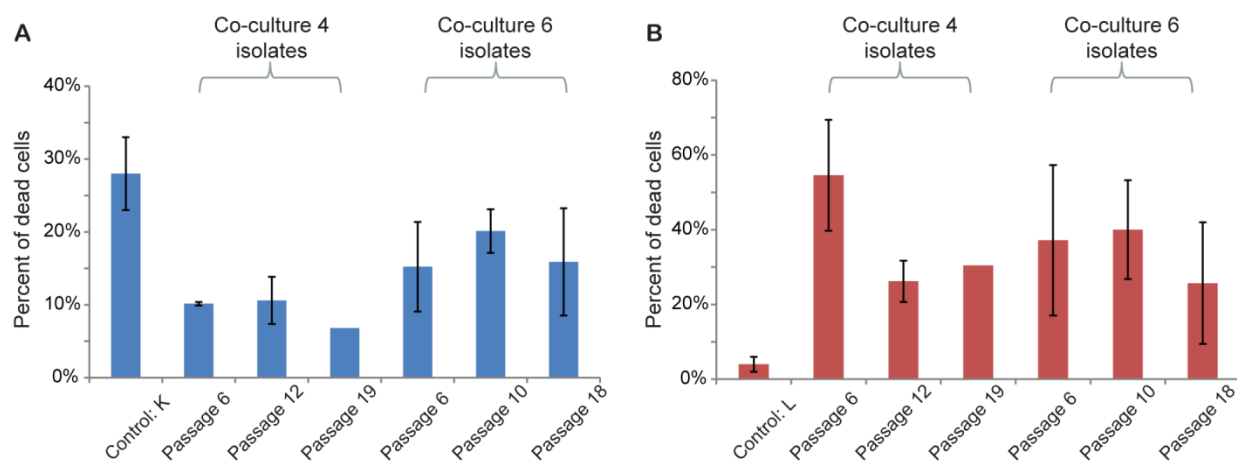 A
Co-culture 4
isolates
Co-culture 6
isolates
Percent of dead cells
40%
30%
20%
10%
0%
Control: K
Passage 6
Passage 12
Passage 19
Passage 6
Passage 10
Passage 18
B
Co-culture 4
isolates
Co-culture 6
isolates
Percent of dead cells
80%
60%
40%
20%
0%
Control: L
Passage 6
Passage 12
Passage 19
Passage 6
Passage 10
Passage 18